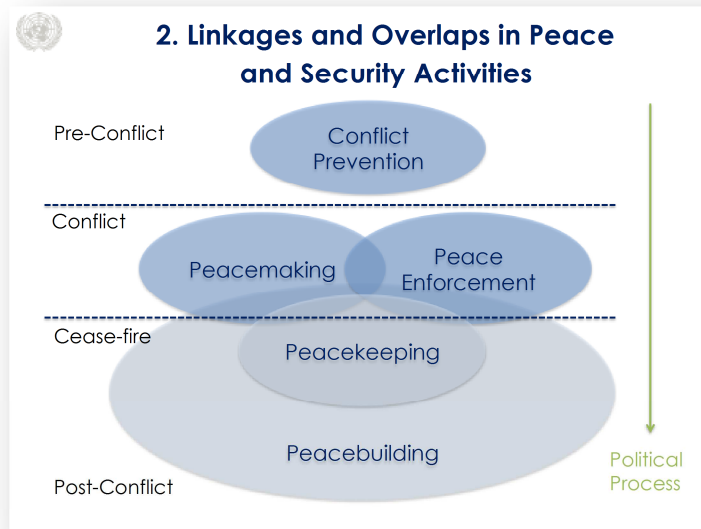 2. Linkages and Overlaps in Peace
and Security Activities
Pre-Conflict
Conflict
Prevention
Conflict
Peacemaking
Peace
Enforcement
Cease-fire
Peacekeeping
Peacebuilding
Political
Process
Post-Conflict